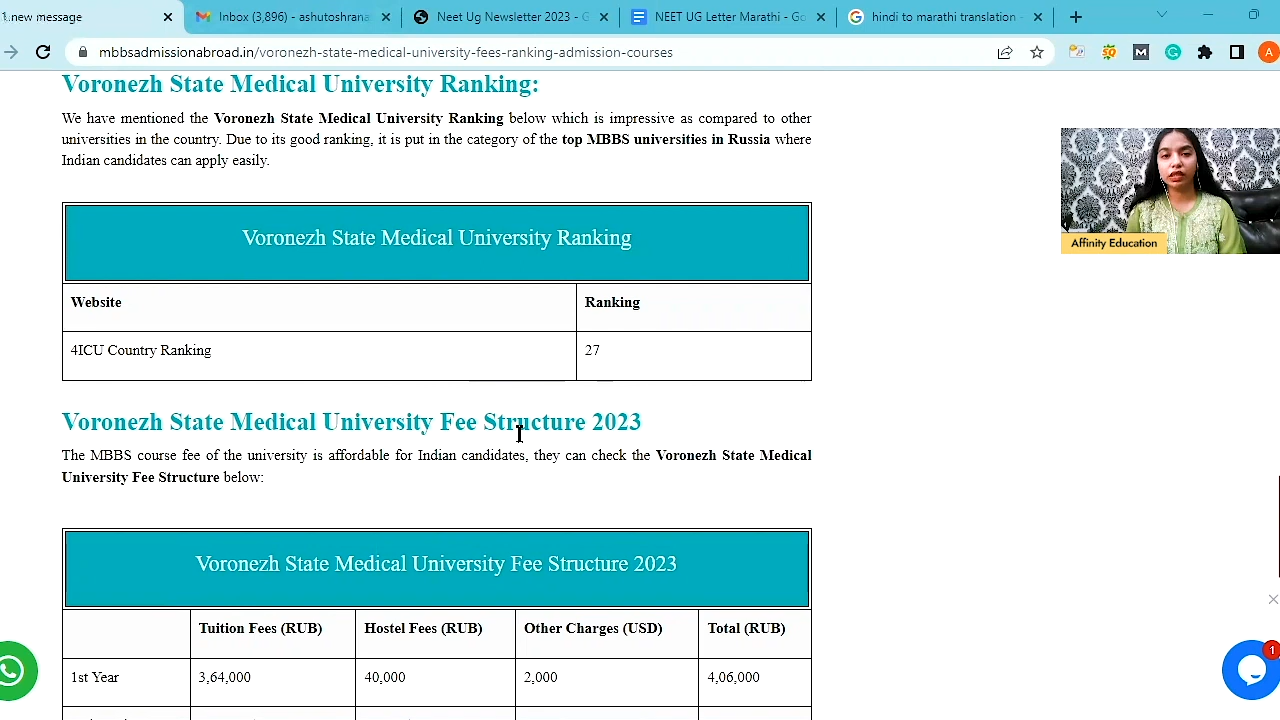 1.new message
Inbox (3,896) - ashutoshrana
Neet Ug Newsletter 2023 - G
NEET UG Letter Marathi - Go
hindi to marathi translation -
mbbsadmissionabroad.in/voronezh-state-medical-university-fees-ranking-admission-courses
Voronezh State Medical University Ranking:
We have mentioned the Voronezh State Medical University Ranking below which is impressive as compared to other
universities in the country. Due to its good ranking, it is put in the category of the top MBBS universities in Russia where
Indian candidates can apply easily.
Affinity Education
Voronezh State Medical University Ranking
Website Ranking
4ICU Country Ranking 27
Voronezh State Medical University Fee Structure 2023
The MBBS course fee of the university is affordable for Indian candidates, they can check the Voronezh State Medical
University Fee Structure below:
Voronezh State Medical University Fee Structure 2023
Tuition Fees (RUB) Hostel Fees (RUB) Other Charges (USD) Total (RUB)
1st Year 3,64,000 40,000 2,000 4,06,000
1